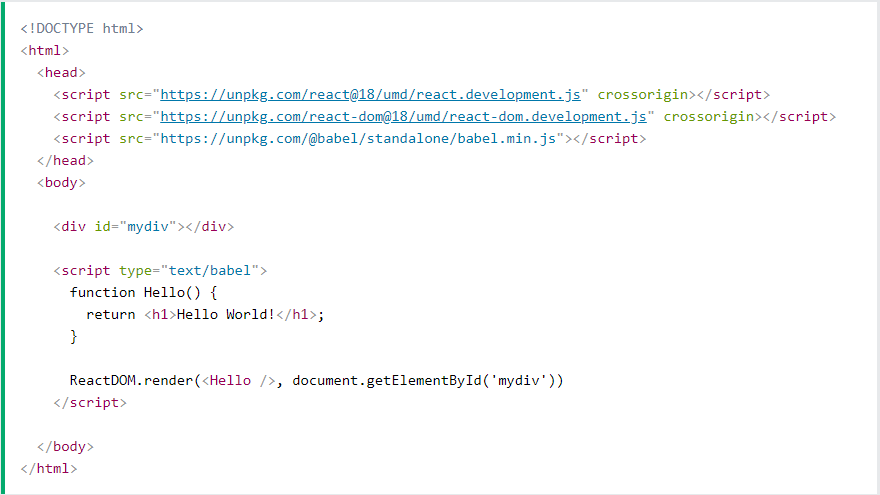 <!DOCTYPE html>
<html>
  <head>
    <script src="https://unpkg.com/react@18/umd/react.development.js" crossorigin></script>
    <script src="https://unpkg.com/react-dom@18/umd/react-dom.development.js" crossorigin></script>
    <script src="https://unpkg.com/@babel/standalone/babel.min.js"></script>
  </head>
  <body>

    <div id="mydiv"></div>

    <script type="text/babel">
      function Hello() {
        return <h1>Hello World!</h1>;
      }

      ReactDOM.render(<Hello />, document.getElementById('mydiv'))
    </script>

  </body>
</html>